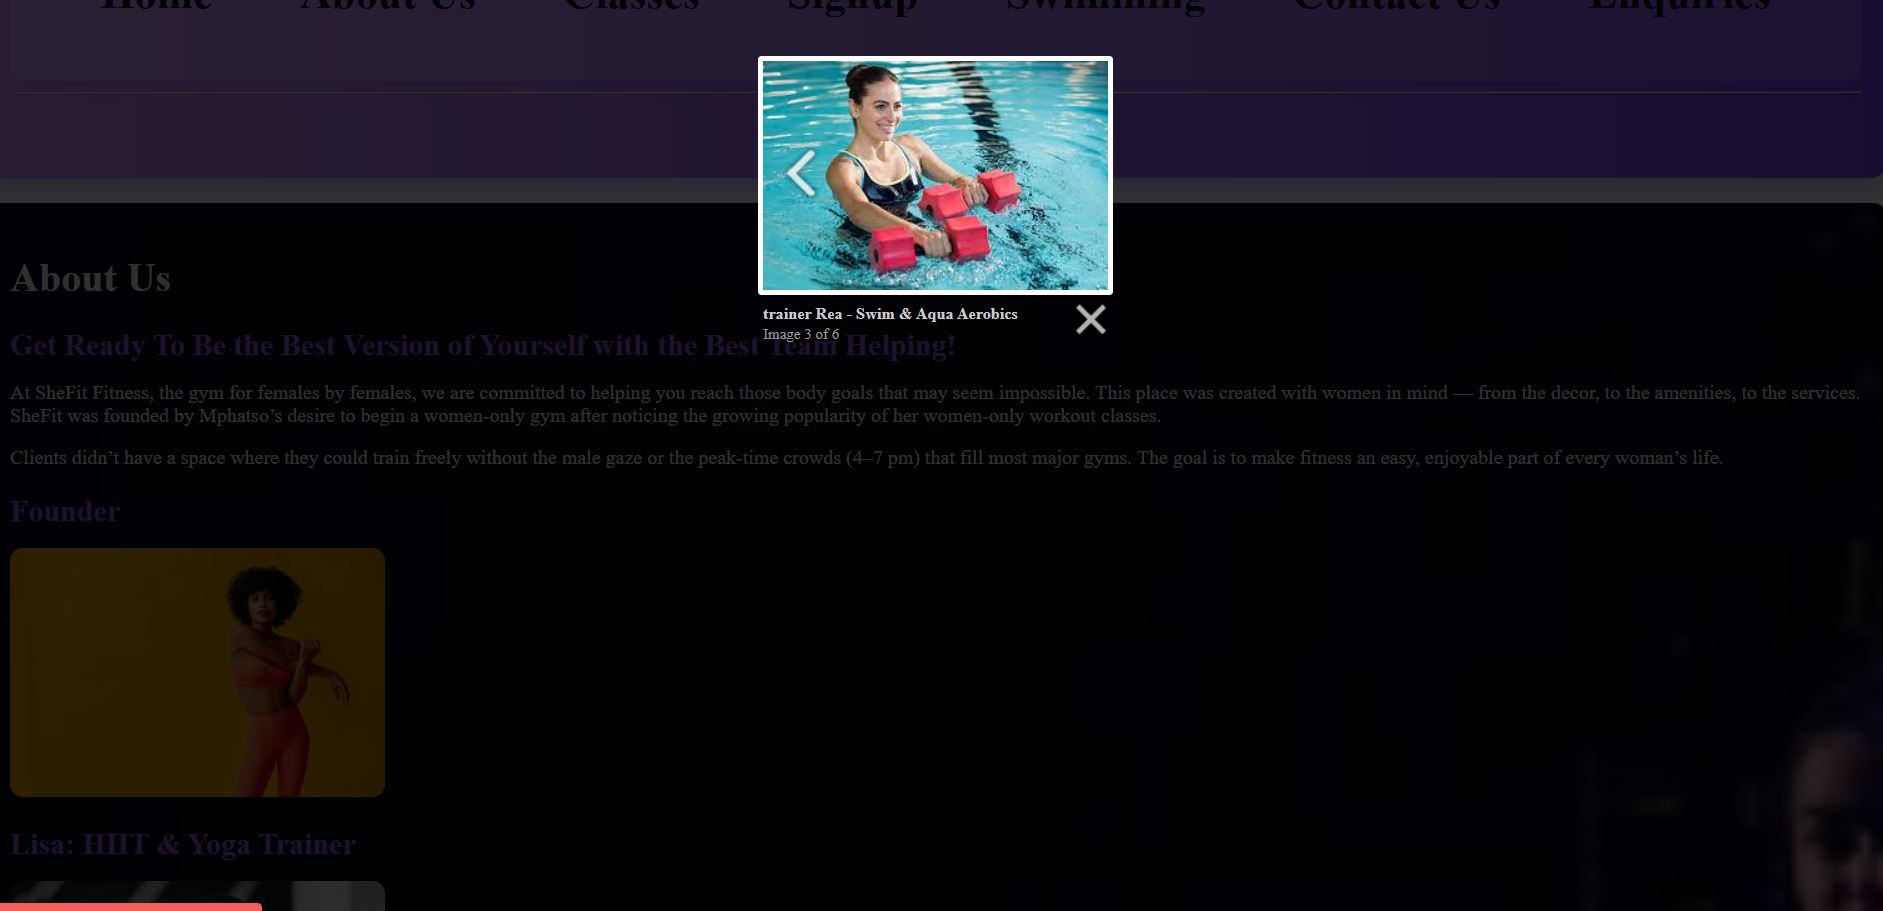 Home About Us Classes Signup Swimming Contact Us Enquiries
trainer Rea - Swim & Aqua Aerobics
Image 3 of 6
About Us
Get Ready To Be the Best Version of Yourself with the Best Team Helping!
At SheFit Fitness, the gym for females by females, we are committed to helping you reach those body goals that may seem impossible. This place was created with women in mind — from the decor, to the amenities, to the services.
SheFit was founded by Mphatso’s desire to begin a women-only gym after noticing the growing popularity of her women-only workout classes.
Clients didn’t have a space where they could train freely without the male gaze or the peak-time crowds (4–7 pm) that fill most major gyms. The goal is to make fitness an easy, enjoyable part of every woman’s life.
Founder
Lisa: HIIT & Yoga Trainer